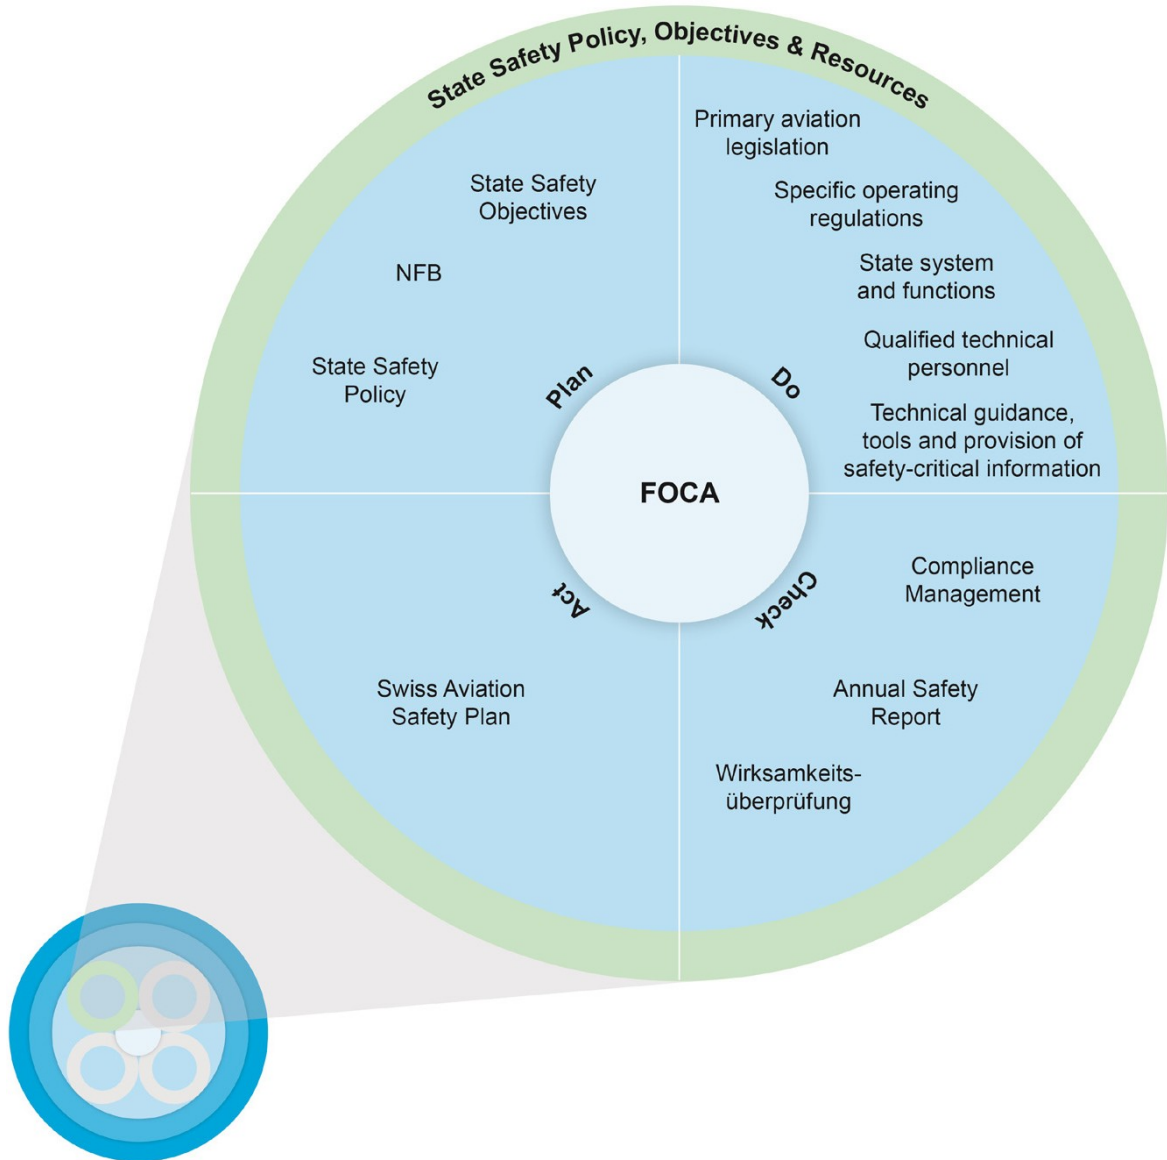 State Safety Policy, Objectives & Resources
Primary aviation
legislation
State Safety
Objectives
Specific operating
regulations
NFB
State system
and functions
State Safety
Policy
Qualified technical
personnel
Plan
Do
Technical guidance,
tools and provision of
safety-critical information
FOCA
Act
Check
Compliance
Management
Swiss Aviation
Safety Plan
Annual Safety
Report
Wirksamkeits-
überprüfung